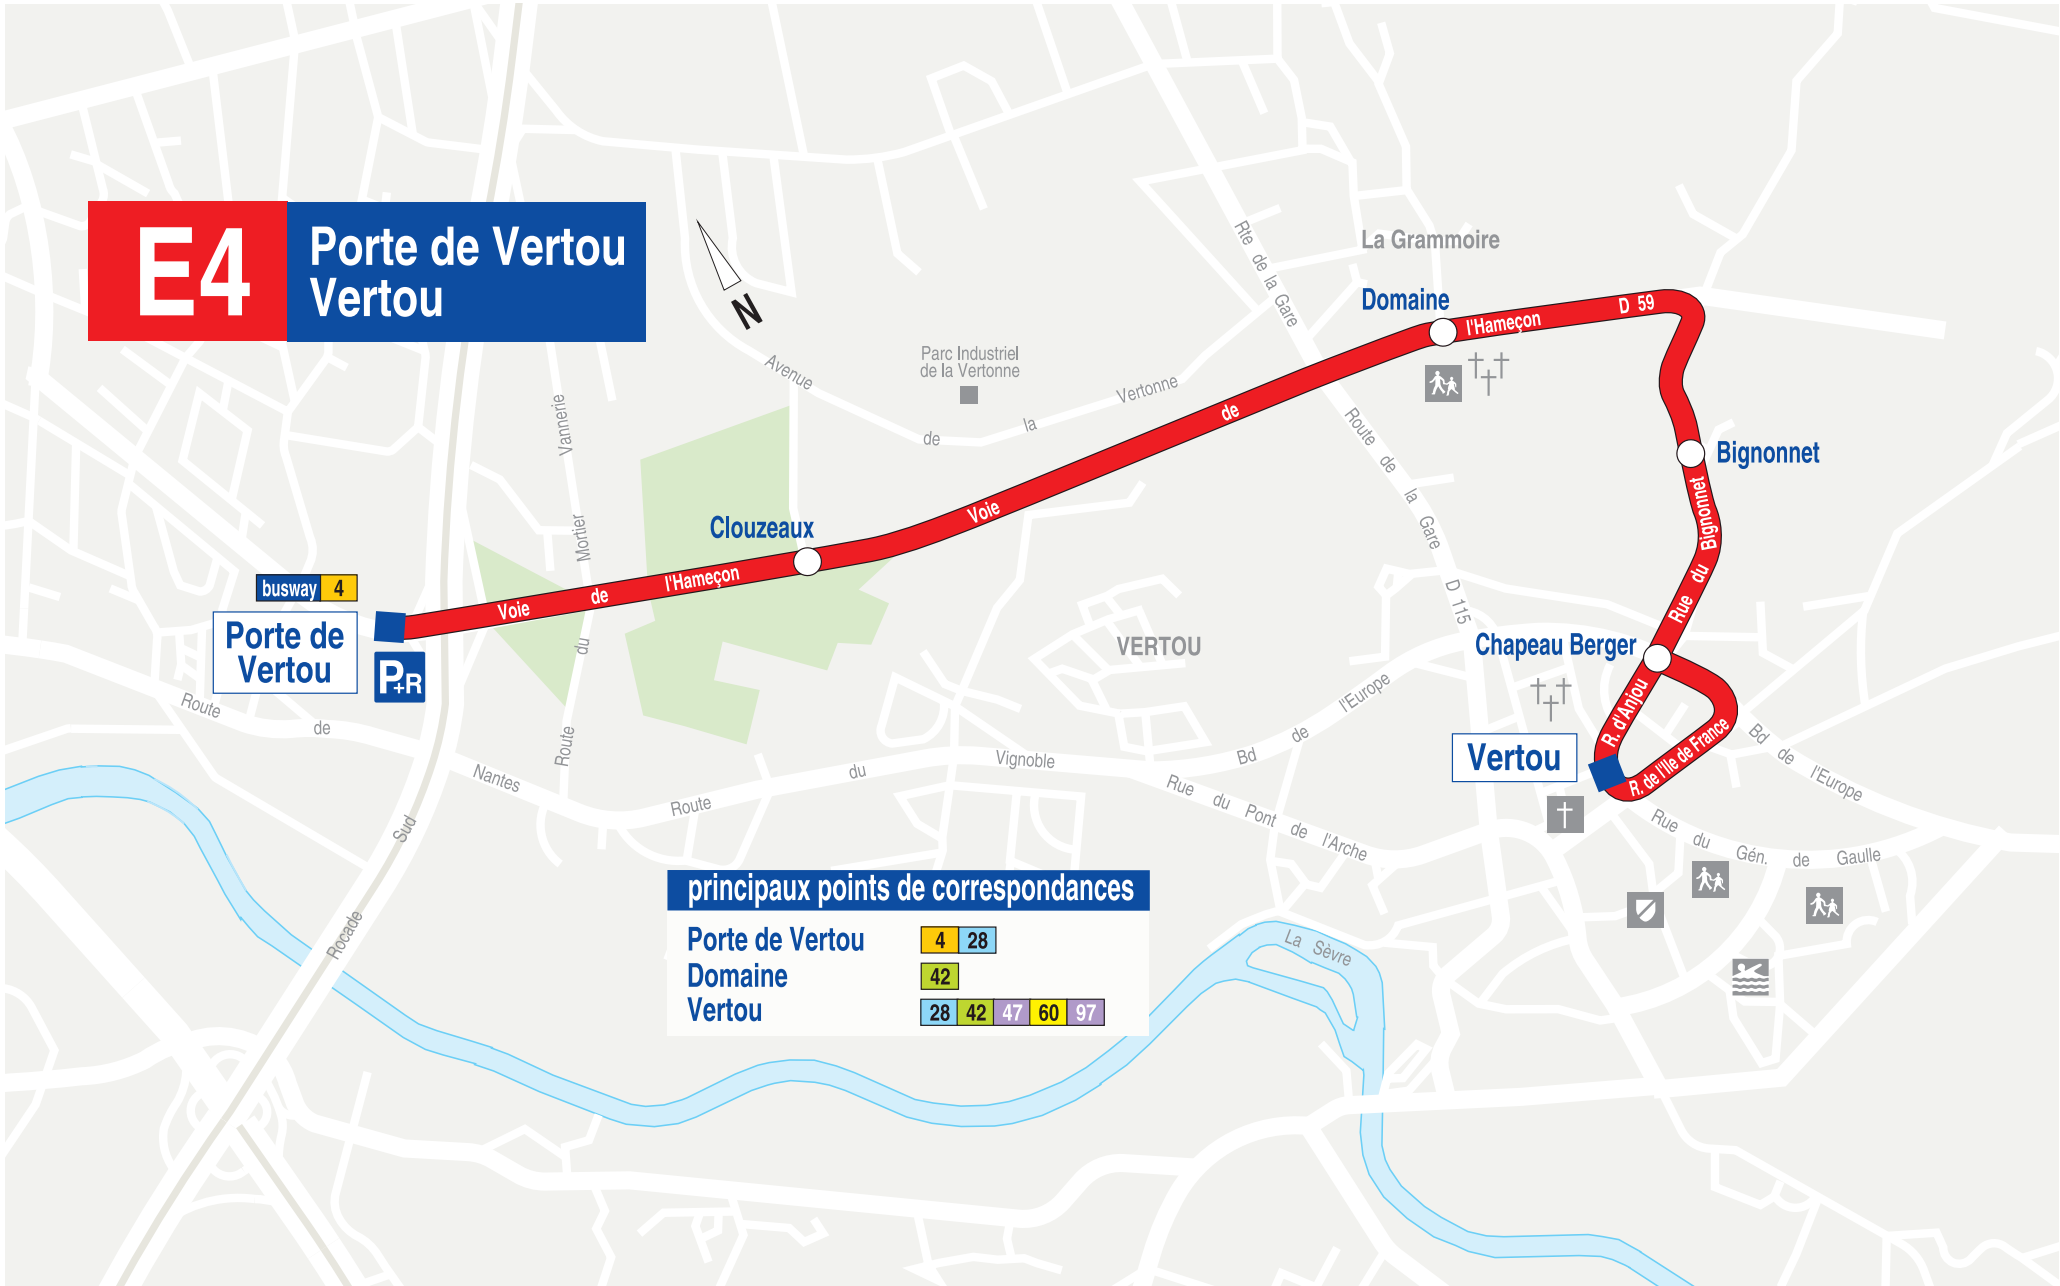 E4
Porte de Vertou
Vertou
N
Rte de la Gare
La Grammoire
Domaine
l'Hameçon
D 59
Parc Industriel
de la Vertonne
Avenue de la Vertonne
Vannerie
Route du Mortier
Voie de
Route de la Gare
D 115
Bignonnet
Rue du Bignonnet
Clouzeaux
Voie de l'Hameçon
busway 4
Porte de
Vertou
P+R
VERTOU
Chapeau Berger
R. d'Anjou
R. de l'Ile de France
Vertou
Route de Nantes
Route du Vignoble
Bd de l'Europe
Bd de l'Europe
Rue du Pont de l'Arche
Rue du Gén. de Gaulle
Rocade Sud
La Sèvre
principaux points de correspondances
Porte de Vertou 4 28
Domaine 42
Vertou 28 42 47 60 97